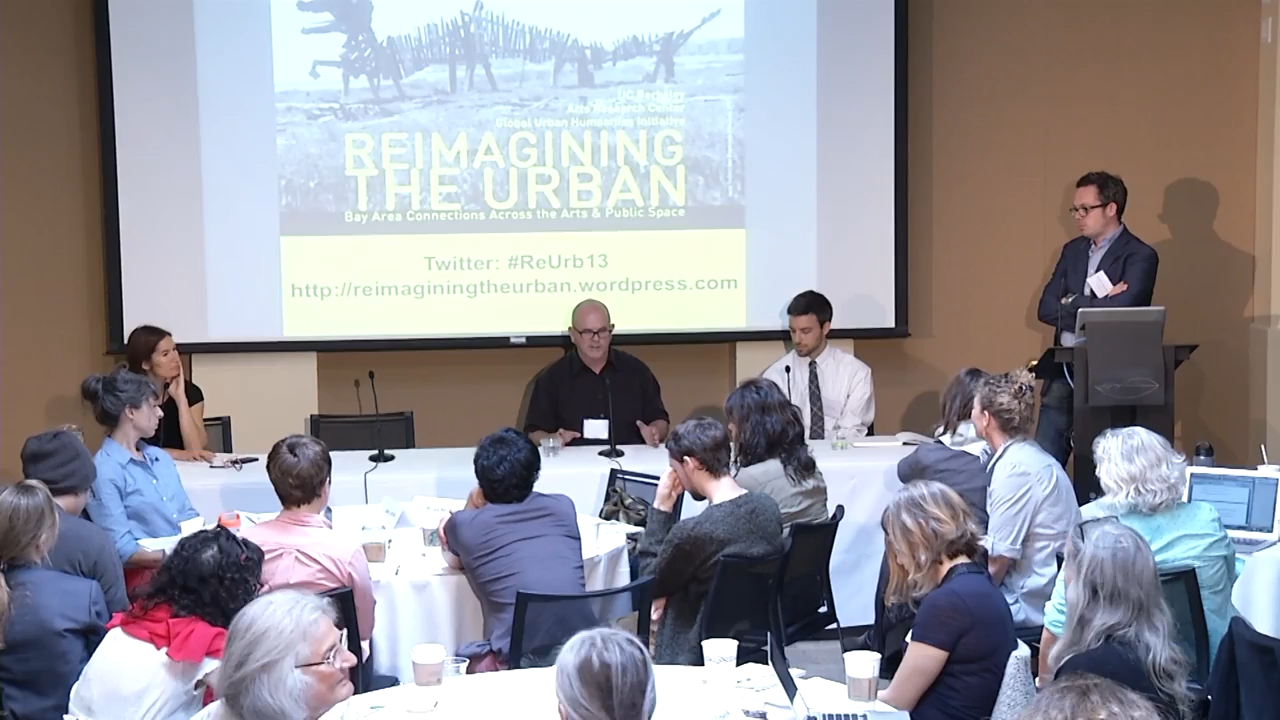 UC Berkeley
Arts Research Center
Global Urban Humanities Initiative
REIMAGINING
THE URBAN
Bay Area Connections Across the Arts & Public Space
Twitter: #ReUrb13
http://reimaginingtheurban.wordpress.com